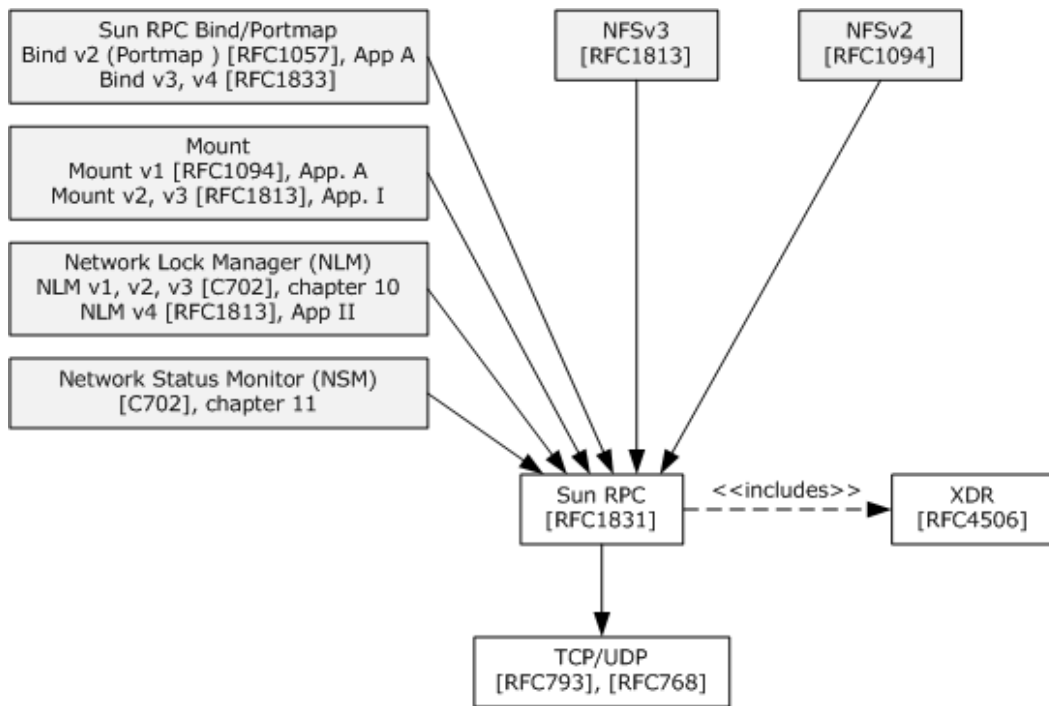 Sun RPC Bind/Portmap
Bind v2 (Portmap ) [RFC1057], App A
Bind v3, v4 [RFC1833]
NFSv3
[RFC1813]
NFSv2
[RFC1094]
Mount
Mount v1 [RFC1094], App. A
Mount v2, v3 [RFC1813], App. I
Network Lock Manager (NLM)
NLM v1, v2, v3 [C702], chapter 10
NLM v4 [RFC1813], App II
Network Status Monitor (NSM)
[C702], chapter 11
Sun RPC
[RFC1831]
<<includes>>
XDR
[RFC4506]
TCP/UDP
[RFC793], [RFC768]